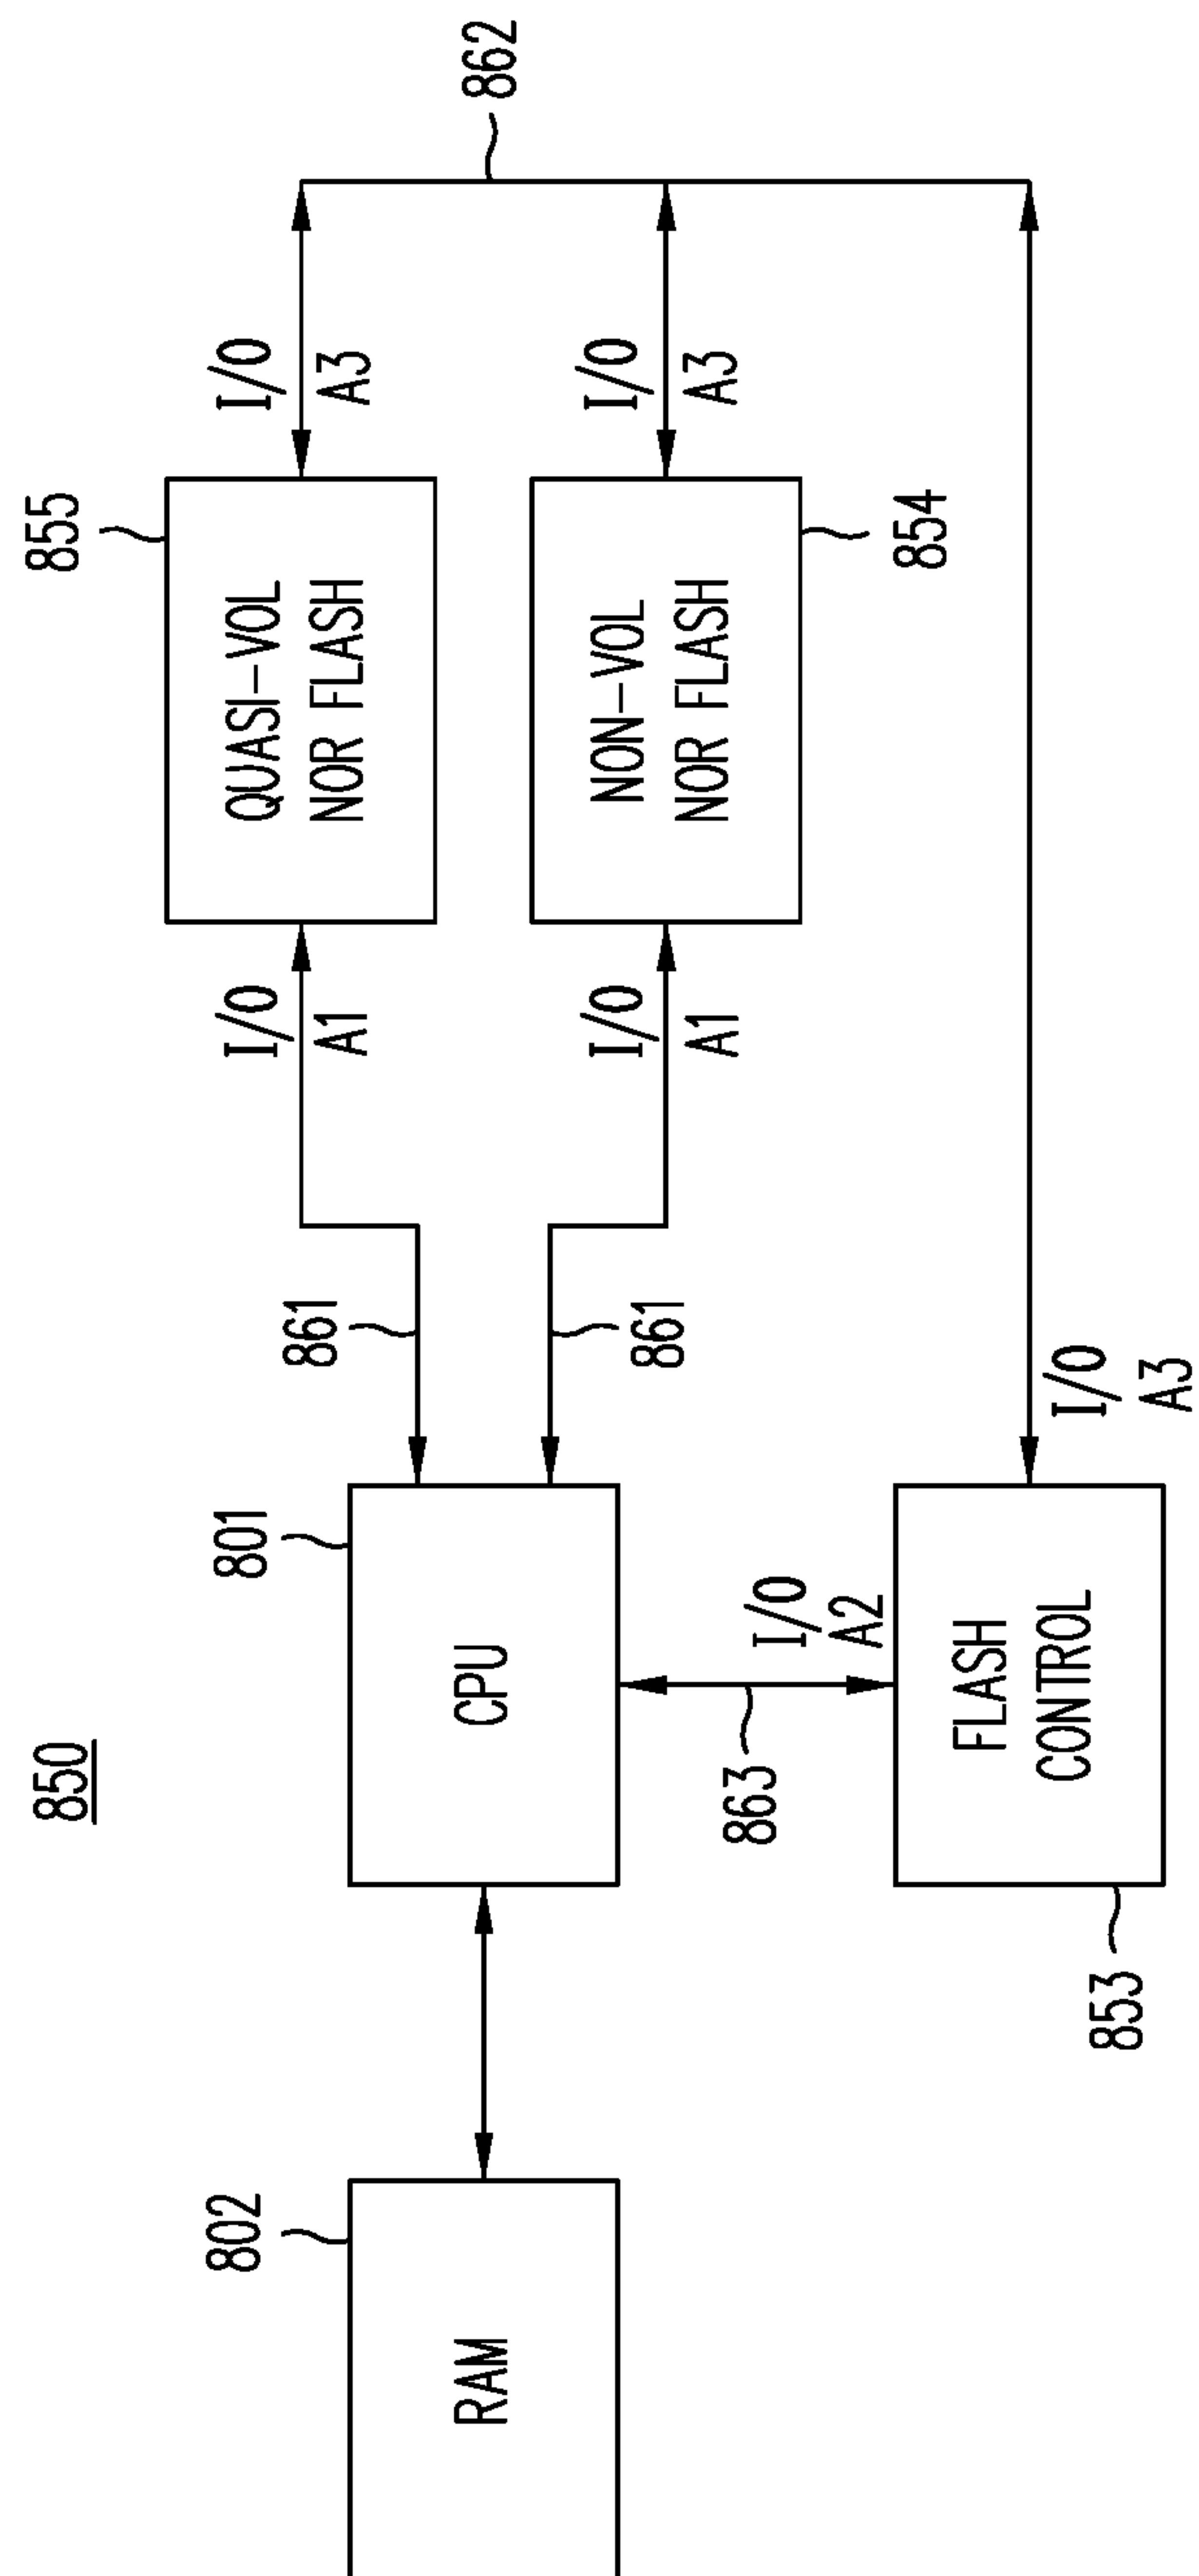 850
802
RAM
801
CPU
861
861
863
I/O
A2
FLASH
CONTROL
853
I/O
A3
I/O
A1
I/O
A1
855
QUASI-VOL
NOR FLASH
NON-VOL
NOR FLASH
854
I/O
A3
I/O
A3
862